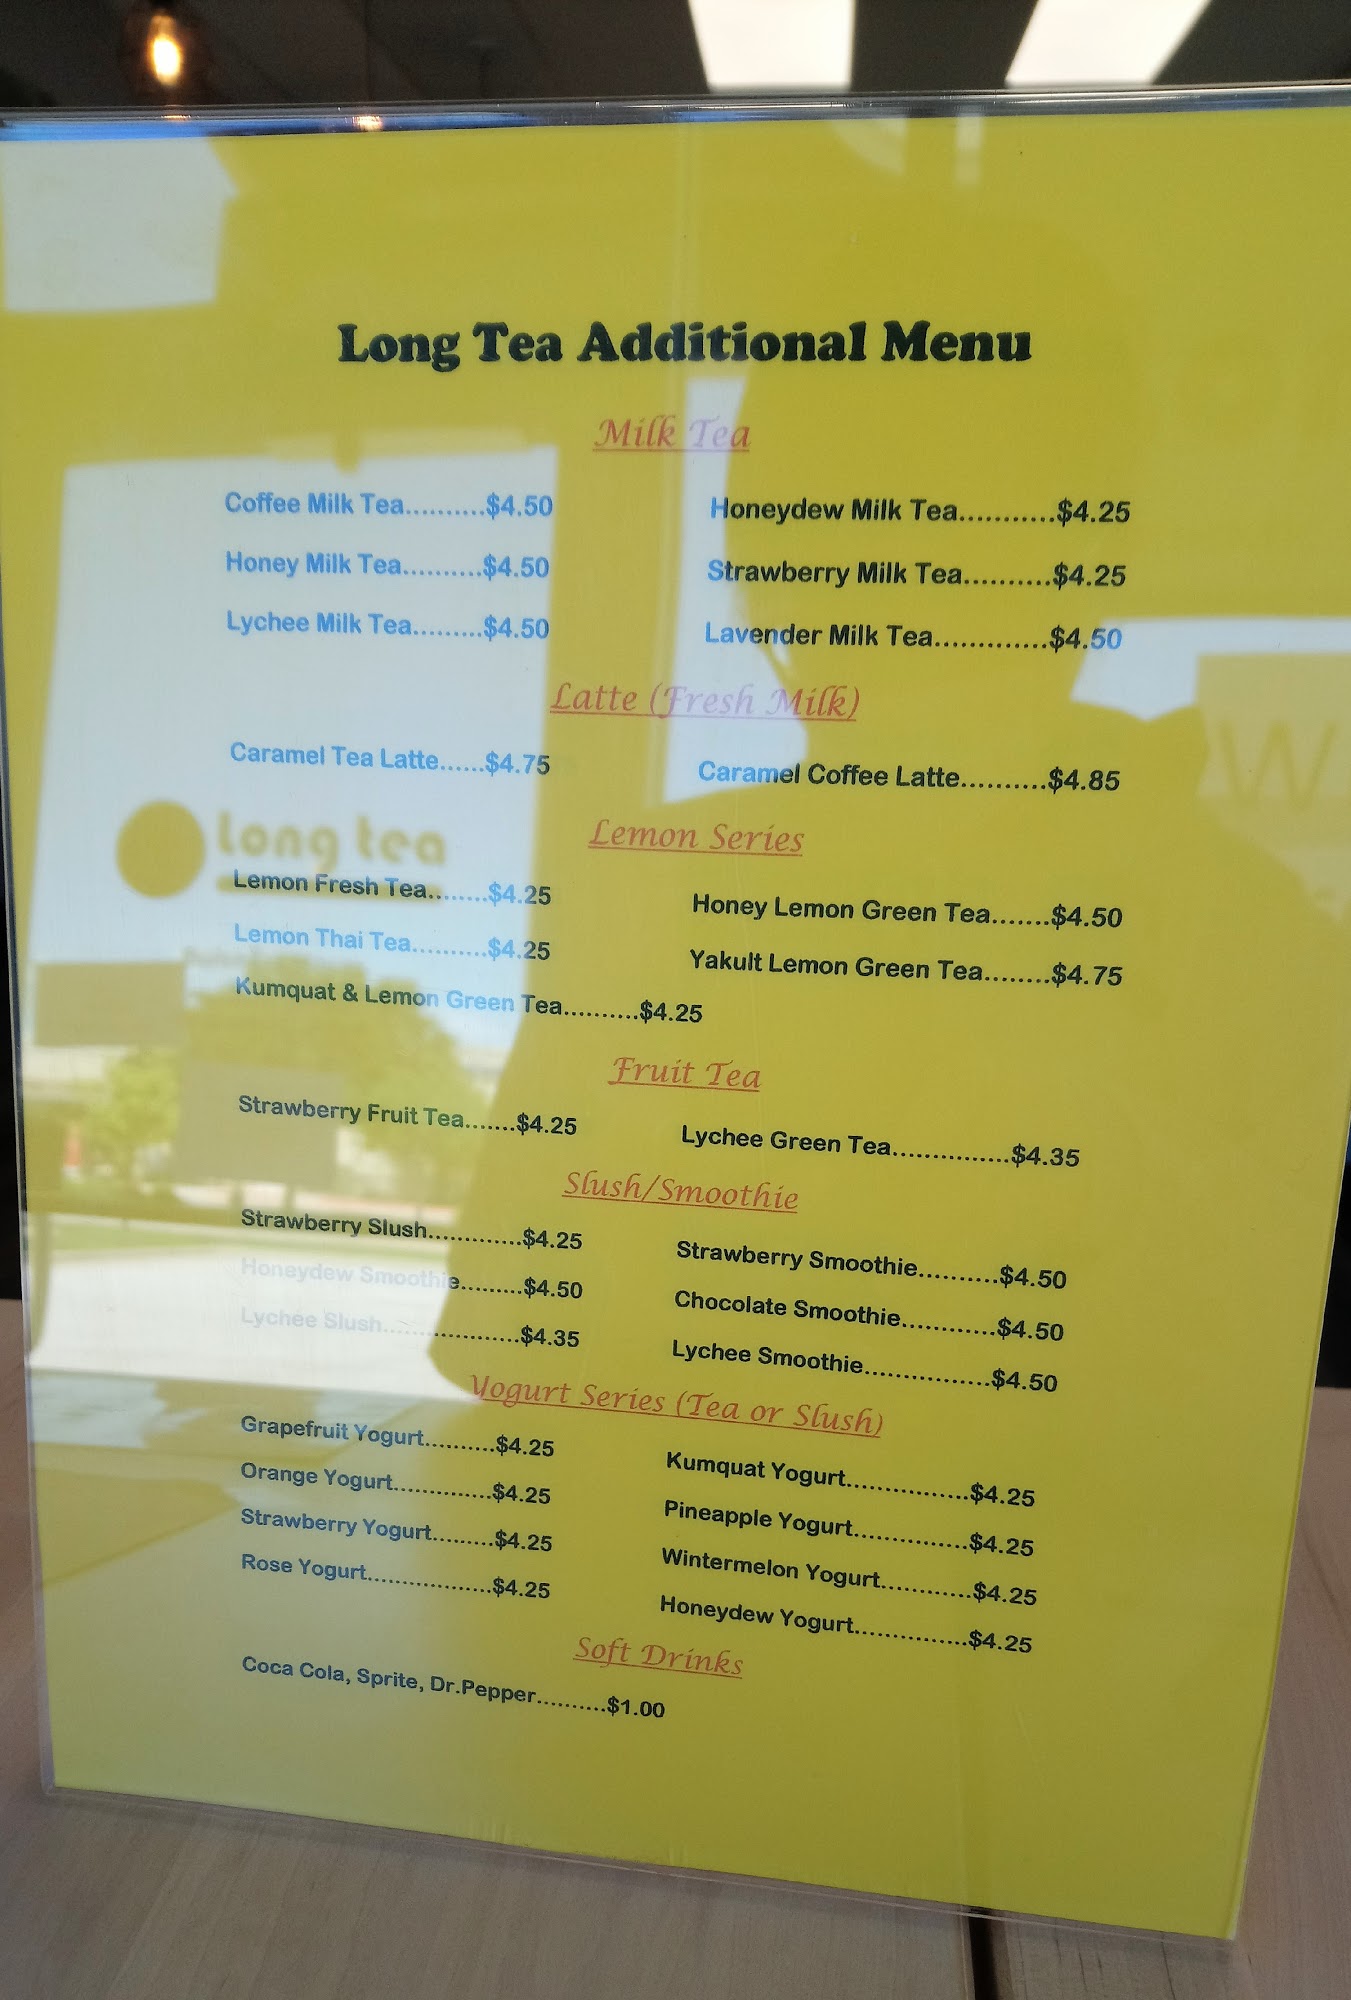 Long Tea Additional Menu
Milk Tea
Coffee Milk Tea..........$4.50
Honeydew Milk Tea...........$4.25
Honey Milk Tea..........$4.50
Strawberry Milk Tea..........$4.25
Lychee Milk Tea.........$4.50
Lavender Milk Tea.............$4.50
Latte (Fresh Milk)
Caramel Tea Latte......$4.75
Caramel Coffee Latte..........$4.85
Lemon Series
long tea
Lemon Fresh Tea........$4.25
Honey Lemon Green Tea.......$4.50
Lemon Thai Tea..........$4.25
Yakult Lemon Green Tea........$4.75
Kumquat & Lemon Green Tea..........$4.25
Fruit Tea
Strawberry Fruit Tea.......$4.25
Lychee Green Tea................$4.35
Slush/Smoothie
Strawberry Slush.............$4.25
Strawberry Smoothie..........$4.50
Honeydew Smoothie.........$4.50
Chocolate Smoothie............$4.50
Lychee Slush...................$4.35
Lychee Smoothie.................$4.50
Yogurt Series (Tea or Slush)
Grapefruit Yogurt..........$4.25
Kumquat Yogurt.................$4.25
Orange Yogurt..............$4.25
Pineapple Yogurt................$4.25
Strawberry Yogurt.........$4.25
Wintermelon Yogurt.............$4.25
Rose Yogurt..................$4.25
Honeydew Yogurt................$4.25
Soft Drinks
Coca Cola, Sprite, Dr.Pepper..........$1.00